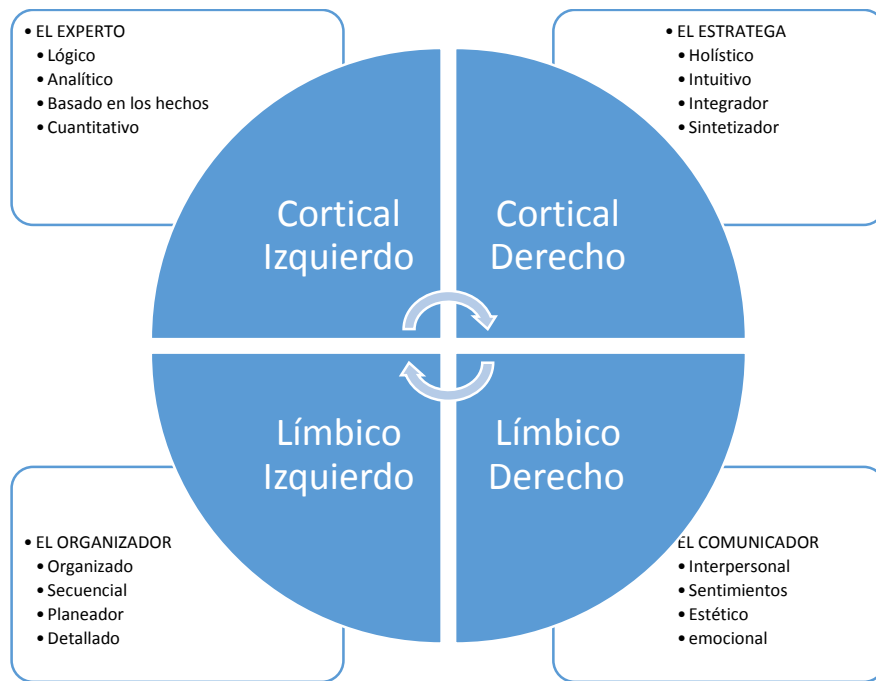 • EL EXPERTO
• Lógico
• Analítico
• Basado en los hechos
• Cuantitativo
• EL ESTRATEGA
• Holístico
• Intuitivo
• Integrador
• Sintetizador
Cortical
Izquierdo
Cortical
Derecho
Límbico
Izquierdo
Límbico
Derecho
• EL ORGANIZADOR
• Organizado
• Secuencial
• Planeador
• Detallado
EL COMUNICADOR
• Interpersonal
• Sentimientos
• Estético
• emocional